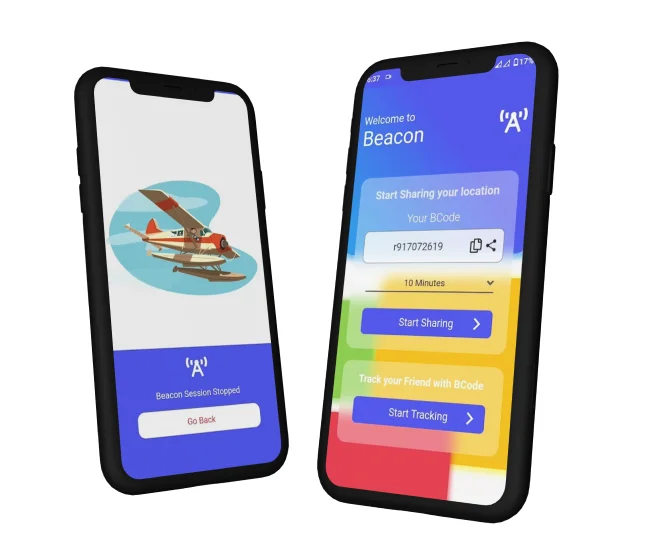 Beacon Session Stopped
Go Back
6:37
17%
Welcome to
Beacon
Start Sharing your location
Your BCode
r917072619
10 Minutes
Start Sharing
Track your Friend with BCode
Start Tracking